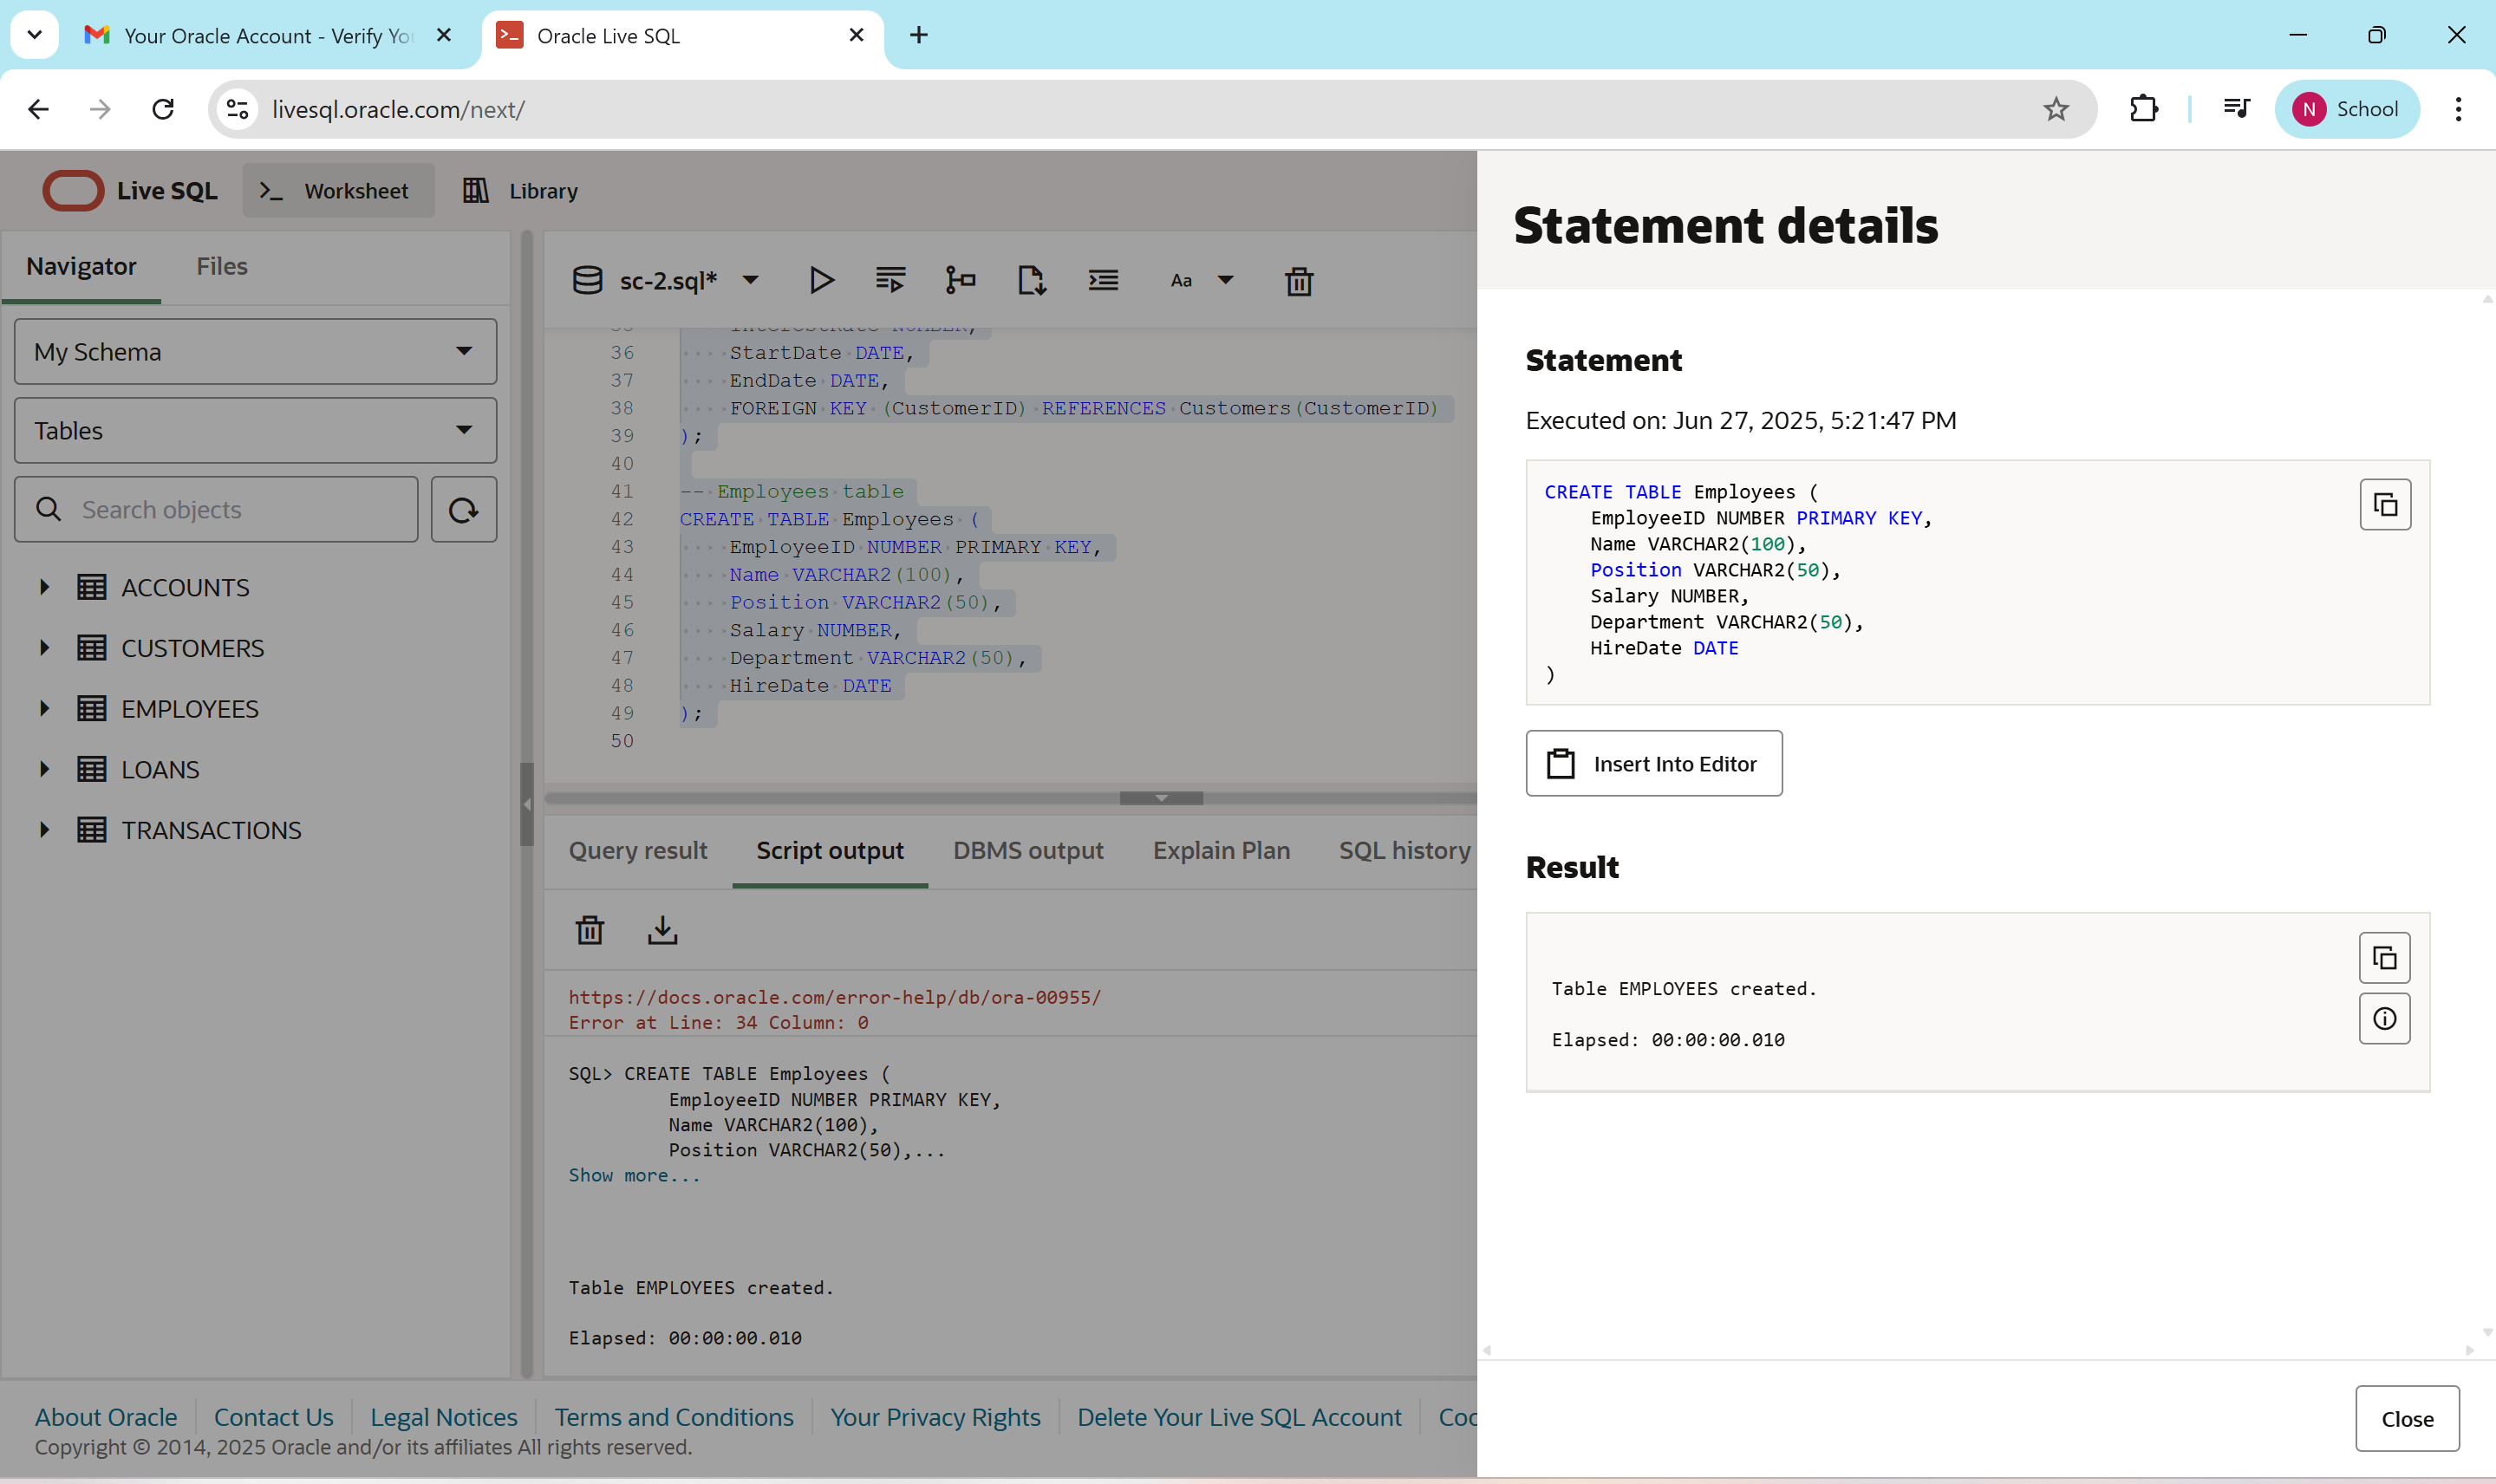 Your Oracle Account - Verify You
Oracle Live SQL
livesql.oracle.com/next/
N School
Live SQL
Worksheet
Library
Navigator
Files
My Schema
Tables
Search objects
ACCOUNTS
CUSTOMERS
EMPLOYEES
LOANS
TRANSACTIONS
sc-2.sql*
Aa
36 StartDate DATE,
37 EndDate DATE,
38 FOREIGN KEY (CustomerID) REFERENCES Customers(CustomerID)
39 );
40
41 -- Employees table
42 CREATE TABLE Employees (
43 EmployeeID NUMBER PRIMARY KEY,
44 Name VARCHAR2(100),
45 Position VARCHAR2(50),
46 Salary NUMBER,
47 Department VARCHAR2(50),
48 HireDate DATE
49 );
50
Query result
Script output
DBMS output
Explain Plan
SQL history
https://docs.oracle.com/error-help/db/ora-00955/
Error at Line: 34 Column: 0
SQL> CREATE TABLE Employees (
EmployeeID NUMBER PRIMARY KEY,
Name VARCHAR2(100),
Position VARCHAR2(50),...
Show more...
Table EMPLOYEES created.
Elapsed: 00:00:00.010
Statement details
Statement
Executed on: Jun 27, 2025, 5:21:47 PM
CREATE TABLE Employees (
EmployeeID NUMBER PRIMARY KEY,
Name VARCHAR2(100),
Position VARCHAR2(50),
Salary NUMBER,
Department VARCHAR2(50),
HireDate DATE
)
Insert Into Editor
Result
Table EMPLOYEES created.
Elapsed: 00:00:00.010
Close
About Oracle
Contact Us
Legal Notices
Terms and Conditions
Your Privacy Rights
Delete Your Live SQL Account
Copyright © 2014, 2025 Oracle and/or its affiliates All rights reserved.